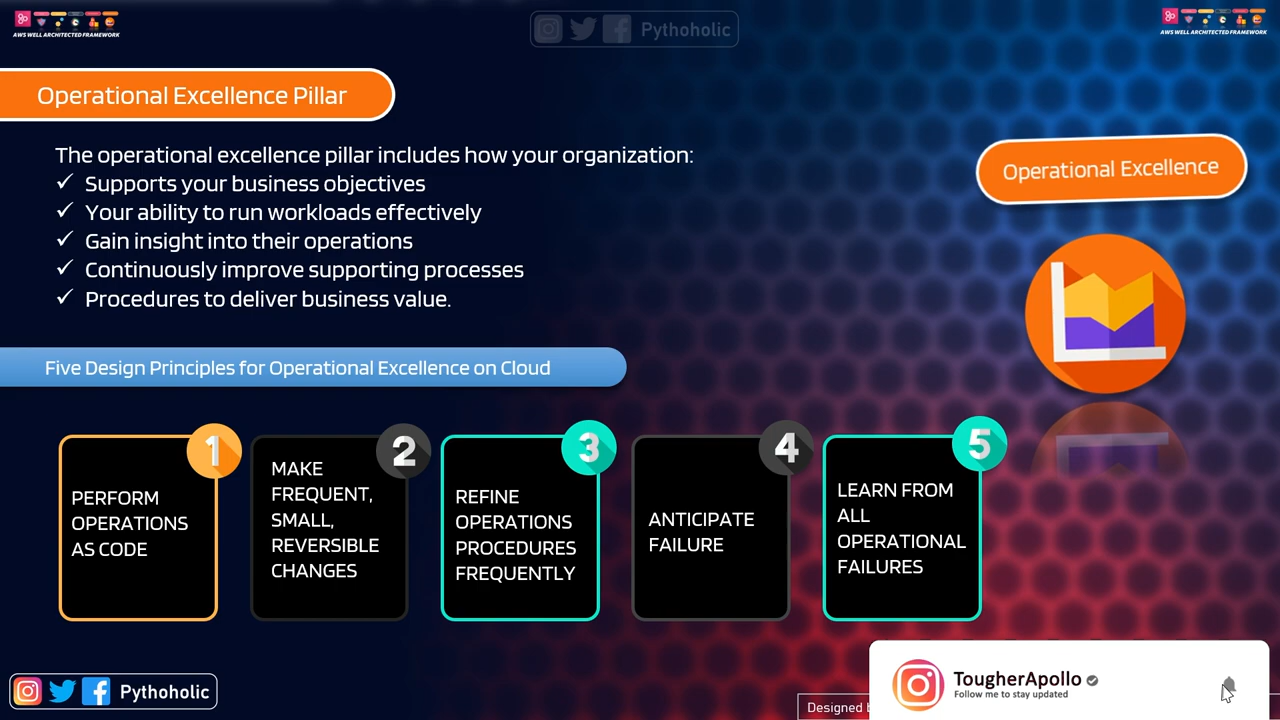 AWS WELL ARCHITECTED FRAMEWORK
Pythoholic
AWS WELL ARCHITECTED FRAMEWORK
Operational Excellence Pillar
The operational excellence pillar includes how your organization:
✓ Supports your business objectives
✓ Your ability to run workloads effectively
✓ Gain insight into their operations
✓ Continuously improve supporting processes
✓ Procedures to deliver business value.
Operational Excellence
Five Design Principles for Operational Excellence on Cloud
1
PERFORM
OPERATIONS
AS CODE
2
MAKE
FREQUENT,
SMALL,
REVERSIBLE
CHANGES
3
REFINE
OPERATIONS
PROCEDURES
FREQUENTLY
4
ANTICIPATE
FAILURE
5
LEARN FROM
ALL
OPERATIONAL
FAILURES
Pythoholic
Designed
TougherApollo
Follow me to stay updated